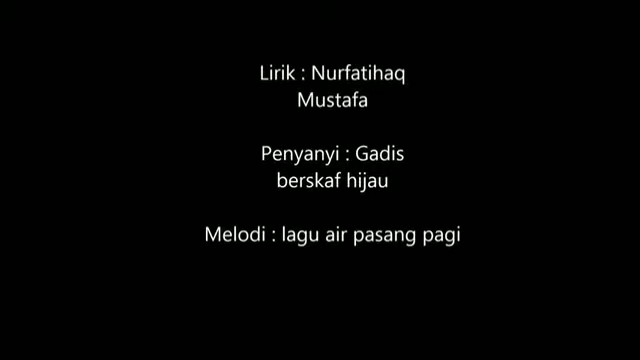 Lirik : Nurfatihaq
Mustafa
Penyanyi : Gadis
berskaf hijau
Melodi : lagu air pasang pagi